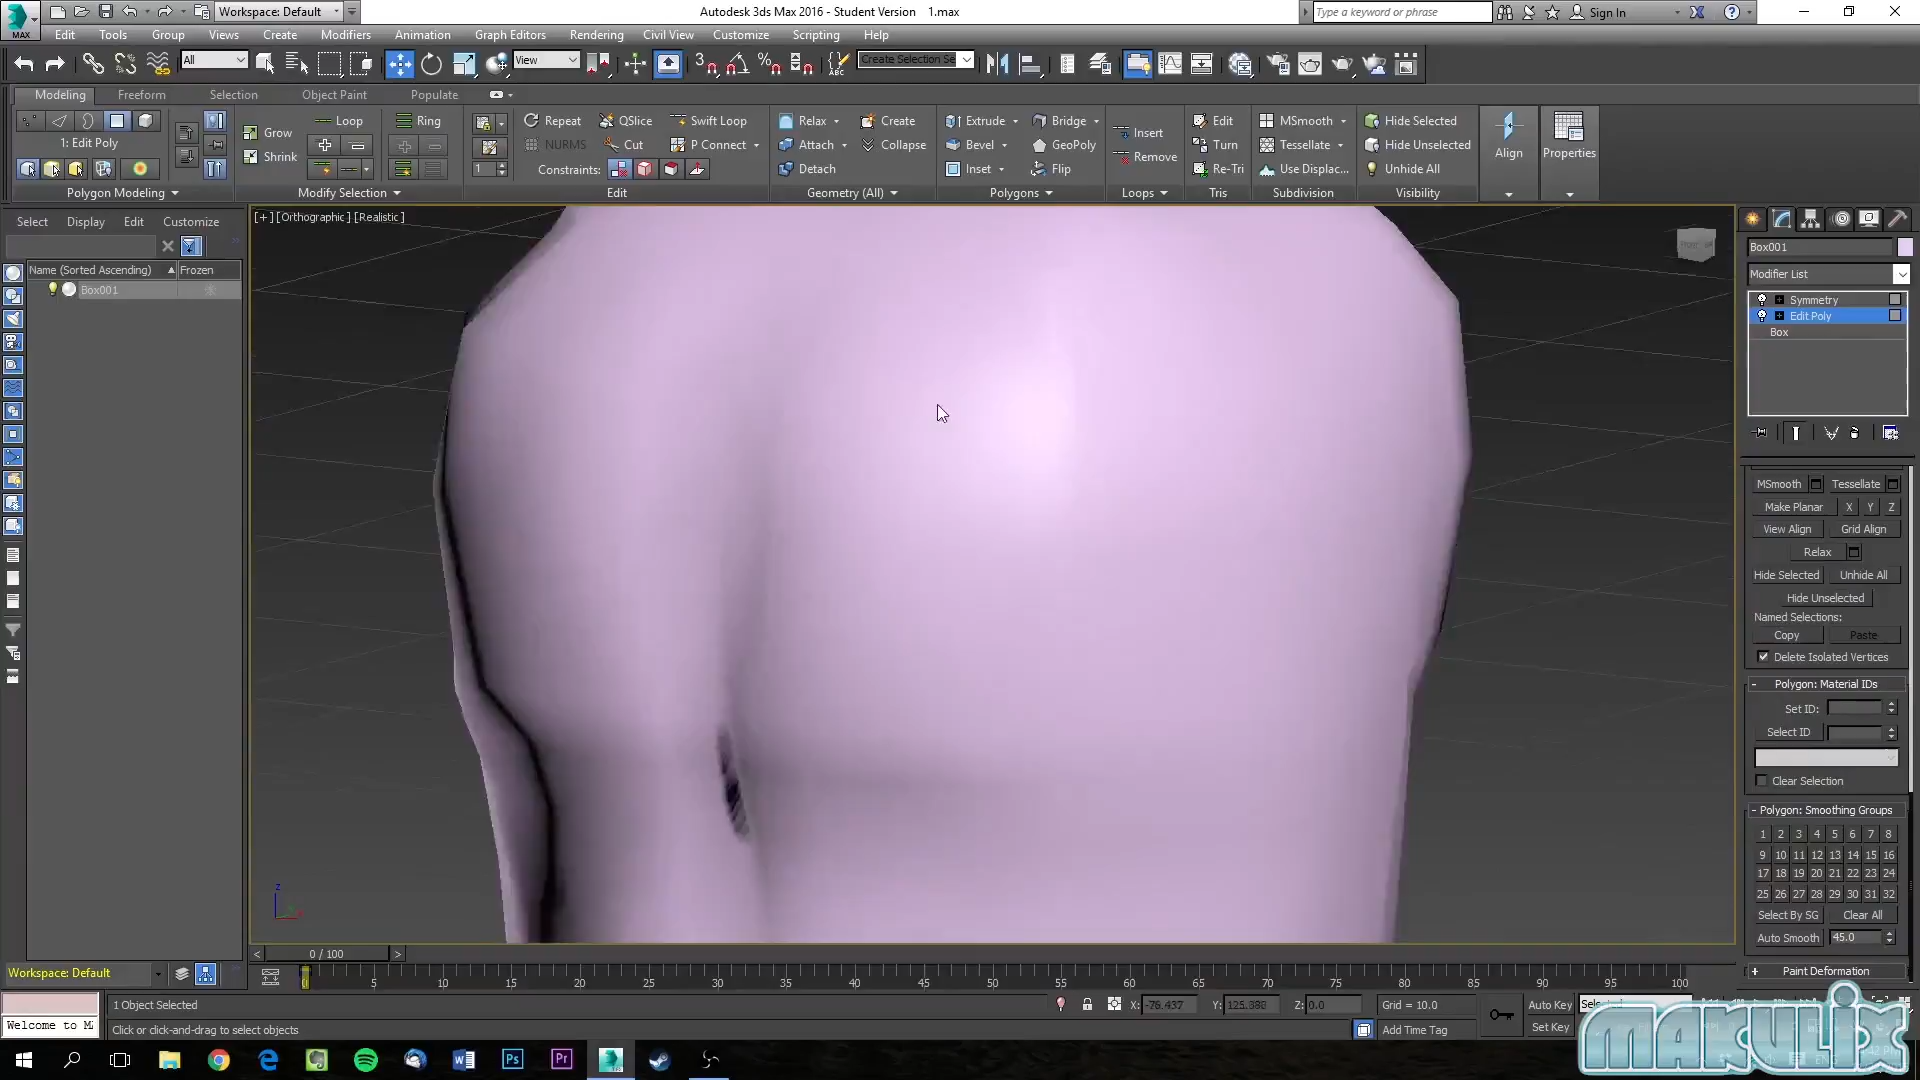 Workspace: Default
Autodesk 3ds Max 2016 - Student Version 1.max
Type a keyword or phrase
Sign In
MAX
Edit Tools Group Views Create Modifiers Animation Graph Editors Rendering Civil View Customize Scripting Help
All
View
Create Selection Se
Modeling Freeform Selection Object Paint Populate
Loop Ring Repeat QSlice Swift Loop Relax Create Extrude Bridge Edit MSmooth Hide Selected
Grow Insert
1: Edit Poly NURMS Cut P Connect Attach Collapse Bevel GeoPoly Turn Tessellate Hide Unselected Align Properties
Shrink Remove
1 Constraints: Detach Inset Flip Re-Tri Use Displac... Unhide All
Polygon Modeling Modify Selection Edit Geometry (All) Polygons Loops Tris Subdivision Visibility
Select Display Edit Customize
[+] [Orthographic] [Realistic]
Name (Sorted Ascending) Frozen
Box001
Box001
Modifier List
Symmetry
Edit Poly
Box
MSmooth Tessellate
Make Planar X Y Z
View Align Grid Align
Relax
Hide Selected Unhide All
Hide Unselected
Named Selections:
Copy Paste
Delete Isolated Vertices
- Polygon: Material IDs
Set ID:
Select ID
Clear Selection
- Polygon: Smoothing Groups
1 2 3 4 5 6 7 8
9 10 11 12 13 14 15 16
17 18 19 20 21 22 23 24
25 26 27 28 29 30 31 32
Select By SG Clear All
Auto Smooth 45.0
+ Paint Deformation
z
< 0 / 100 >
Workspace: Default
0 5 10 15 20 25 30 35 40 45 50 55 60 65 70 75 80 85 90 95 100
1 Object Selected
X: -76.437 Y: 125.388 Z: 0.0 Grid = 10.0 Auto Key
Welcome to M
Click or click-and-drag to select objects
Add Time Tag Set Key
MAKULIX